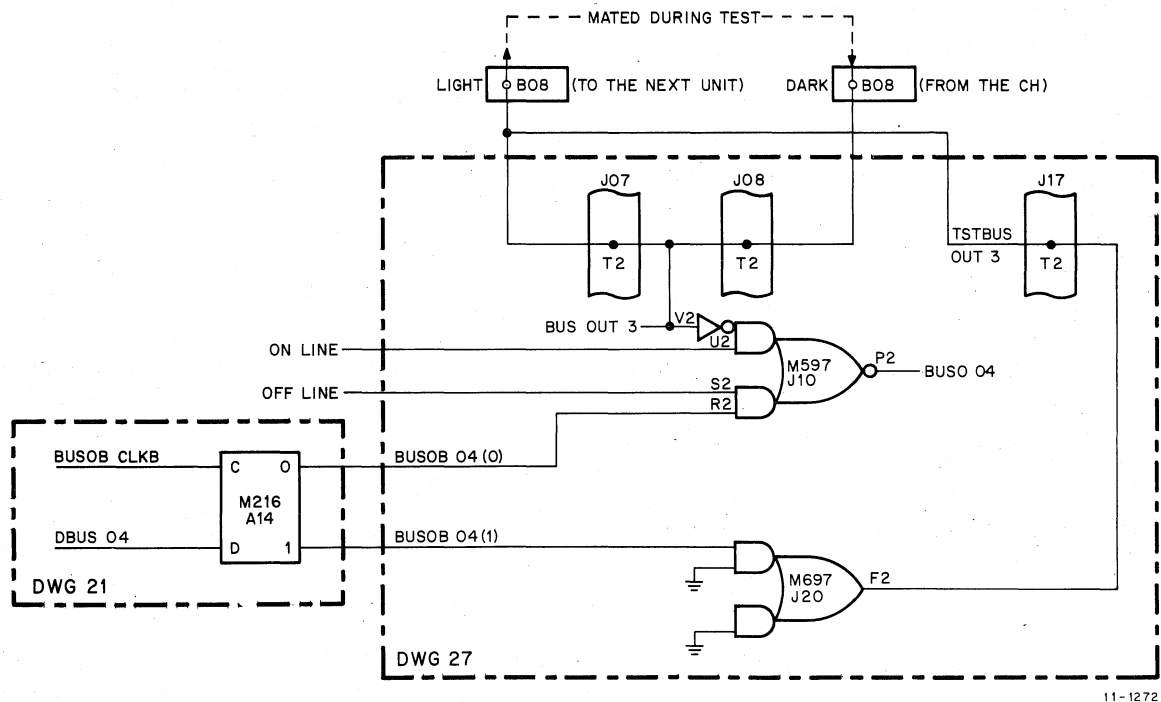 MATED DURING TEST
LIGHT B08 (TO THE NEXT UNIT) DARK B08 (FROM THE CH)
J07 J08 J17
TSTBUS
OUT 3
T2 T2 T2
BUS OUT 3 V2
U2
ON LINE
M597
J10
P2
BUSO 04
OFF LINE S2
R2
BUSOB CLKB C 0 BUSOB 04 (0)
M216
A14
DBUS 04 D 1 BUSOB 04 (1)
DWG 21
M697
J20
F2
DWG 27
11-1272